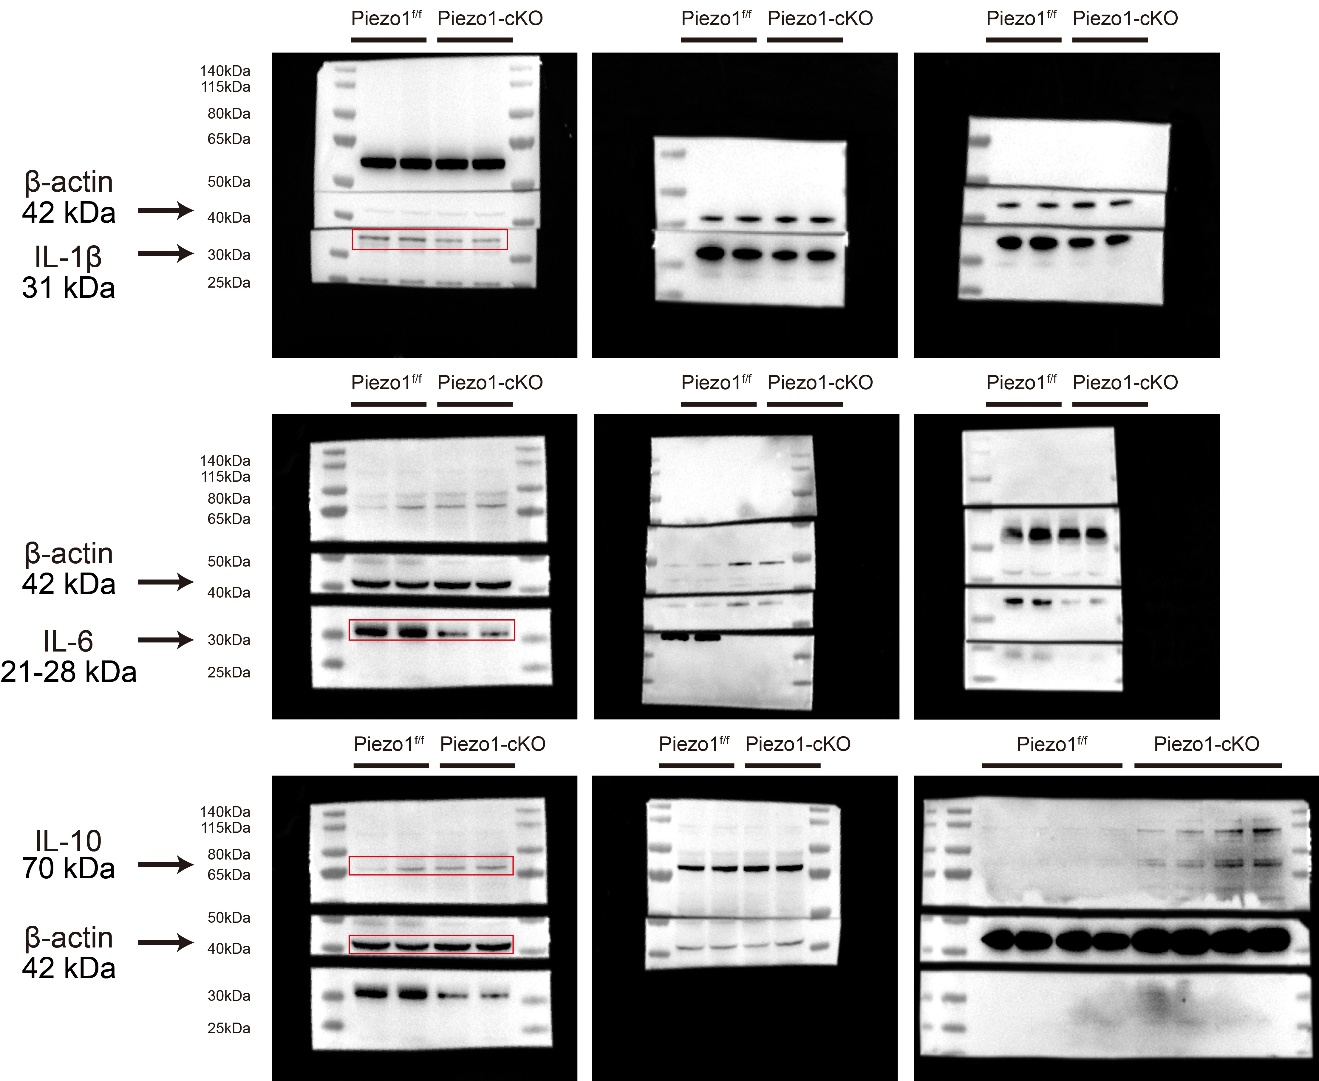 Piezo1f/f Piezo1-cKO
Piezo1f/f Piezo1-cKO
Piezo1f/f Piezo1-cKO
140kDa
115kDa
80kDa
65kDa
50kDa
40kDa
30kDa
25kDa
β-actin
42 kDa
IL-1β
31 kDa
Piezo1f/f Piezo1-cKO
Piezo1f/f Piezo1-cKO
Piezo1f/f Piezo1-cKO
140kDa
115kDa
80kDa
65kDa
50kDa
40kDa
30kDa
25kDa
β-actin
42 kDa
IL-6
21-28 kDa
Piezo1f/f Piezo1-cKO
Piezo1f/f Piezo1-cKO
Piezo1f/f Piezo1-cKO
140kDa
115kDa
80kDa
65kDa
50kDa
40kDa
30kDa
25kDa
IL-10
70 kDa
β-actin
42 kDa